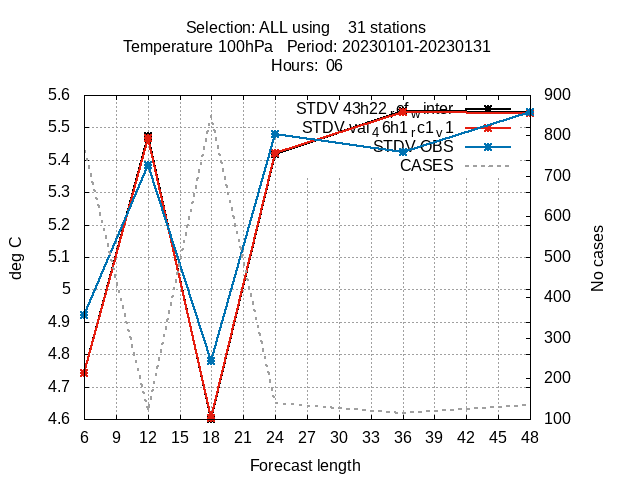 Selection: ALL using 31 stations
Temperature 100hPa Period: 20230101-20230131
Hours: 06
5.6
5.5
5.4
5.3
5.2
5.1
5
4.9
4.8
4.7
4.6
deg C
900
800
700
600
500
400
300
200
100
No cases
STDV 43h22_ref_winter
STDV val_46h1_rc1_v1
STDV OBS
CASES
6 9 12 15 18 21 24 27 30 33 36 39 42 45 48
Forecast length